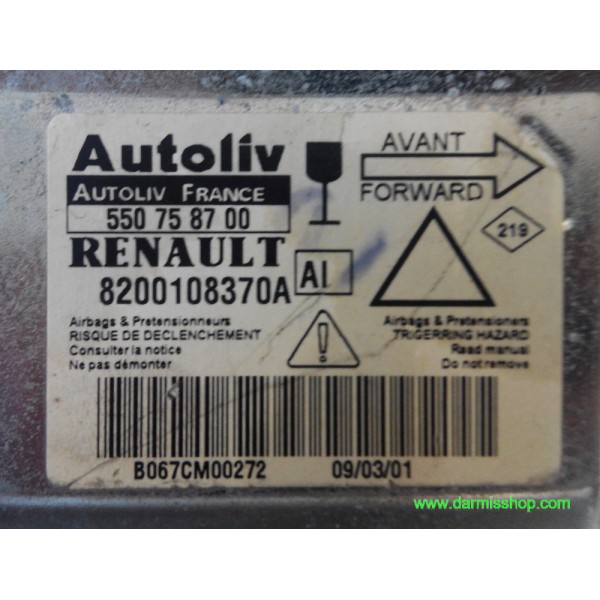 Autoliv
AUTOLIV FRANCE
550 75 87 00
RENAULT
8200108370A
AI
AVANT
FORWARD
219
Airbags & Pretensionneurs
RISQUE DE DECLENCHEMENT
Consulter la notice
Ne pas démonter
Airbags & Pretensioners
TRIGERRING HAZARD
Read manual
Do not remove
B067CM00272
09/03/01
www.darmisshop.com